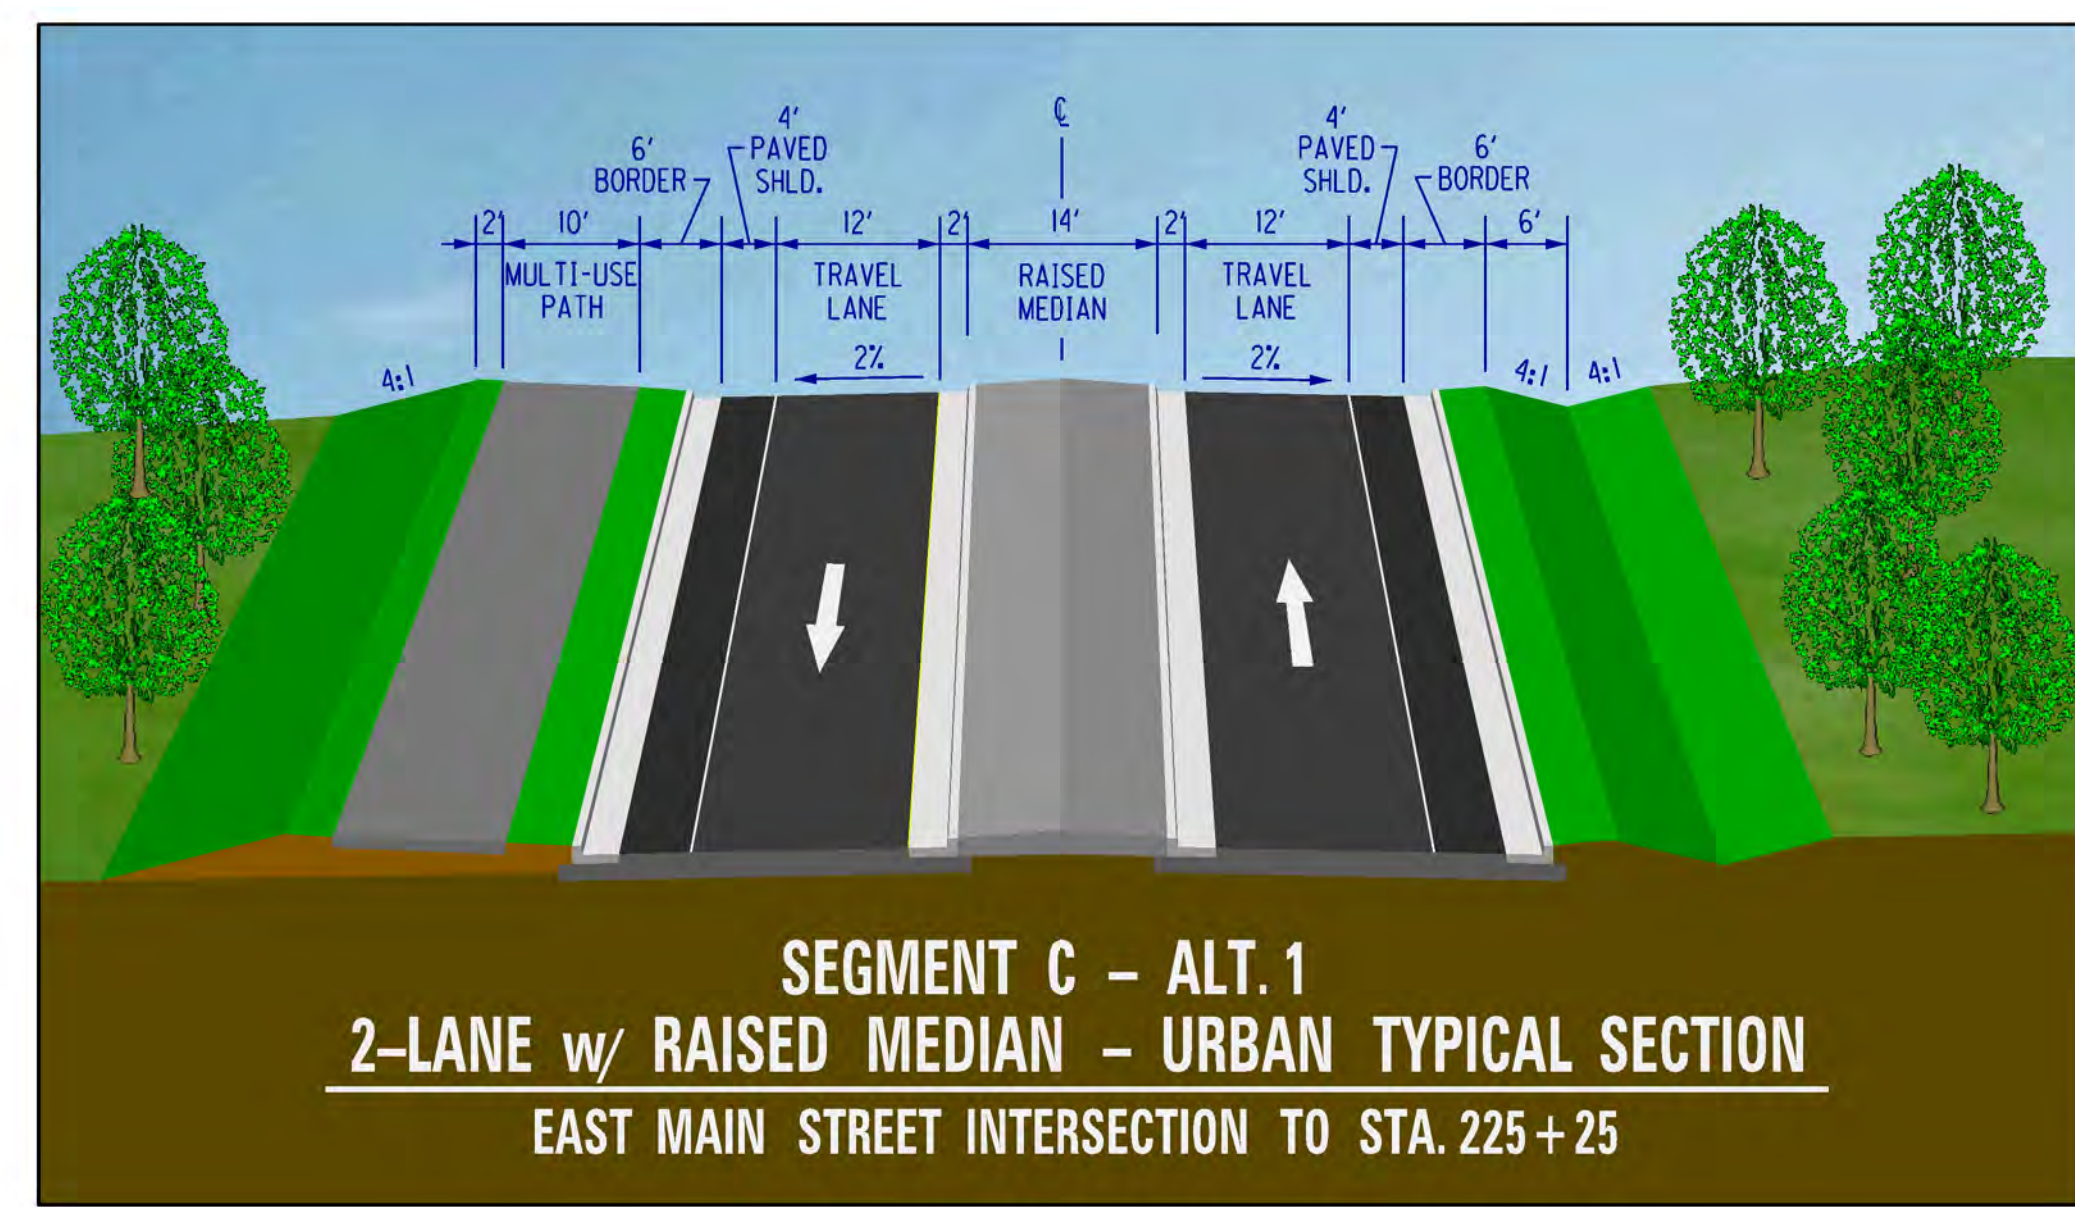 ℄
4'
PAVED
SHLD.
6'
BORDER
4'
PAVED
SHLD.
6'
BORDER
2'
10'
12'
2'
14'
2'
12'
6'
MULTI-USE
PATH
TRAVEL
LANE
RAISED
MEDIAN
TRAVEL
LANE
2%
2%
4:1
4:1
4:1
SEGMENT C – ALT. 1
2–LANE w/ RAISED MEDIAN – URBAN TYPICAL SECTION
EAST MAIN STREET INTERSECTION TO STA. 225+25